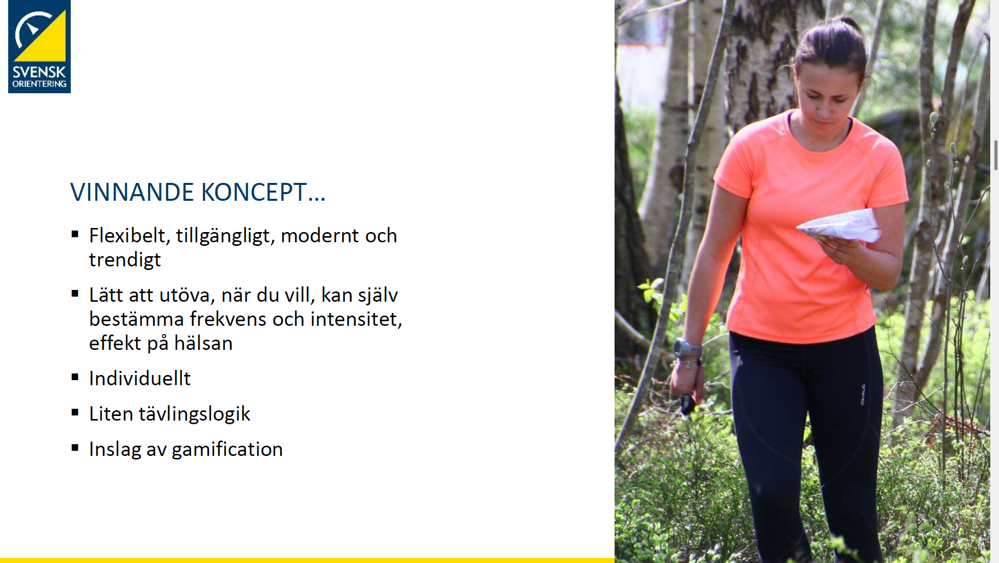 SVENSK
ORIENTERING
VINNANDE KONCEPT...
▪ Flexibelt, tillgängligt, modernt och
trendigt
▪ Lätt att utöva, när du vill, kan själv
bestämma frekvens och intensitet,
effekt på hälsan
▪ Individuellt
▪ Liten tävlingslogik
▪ Inslag av gamification